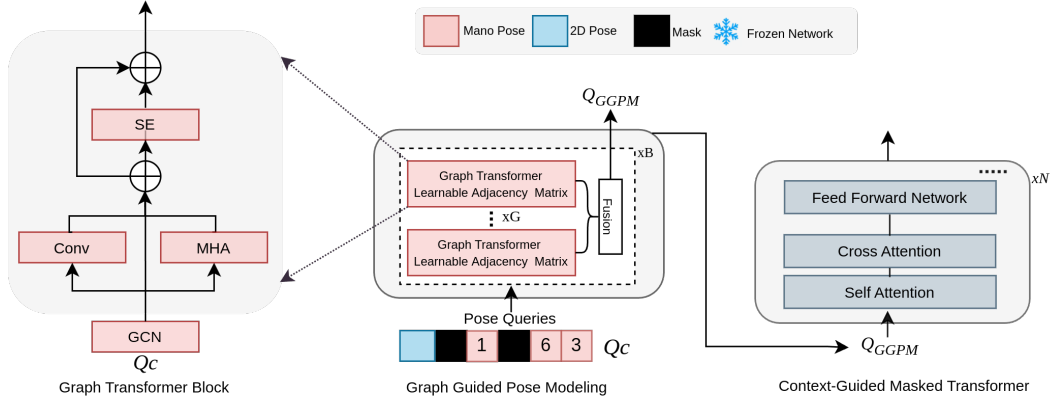 Mano Pose
2D Pose
Mask
Frozen Network
SE
Conv
MHA
GCN
Qc
Graph Transformer Block
Q_GGPM
xB
Graph Transformer
Learnable Adjacency Matrix
xG
Graph Transformer
Learnable Adjacency Matrix
Fusion
Pose Queries
1 6 3
Qc
Graph Guided Pose Modeling
xN
Feed Forward Network
Cross Attention
Self Attention
Q_GGPM
Context-Guided Masked Transformer